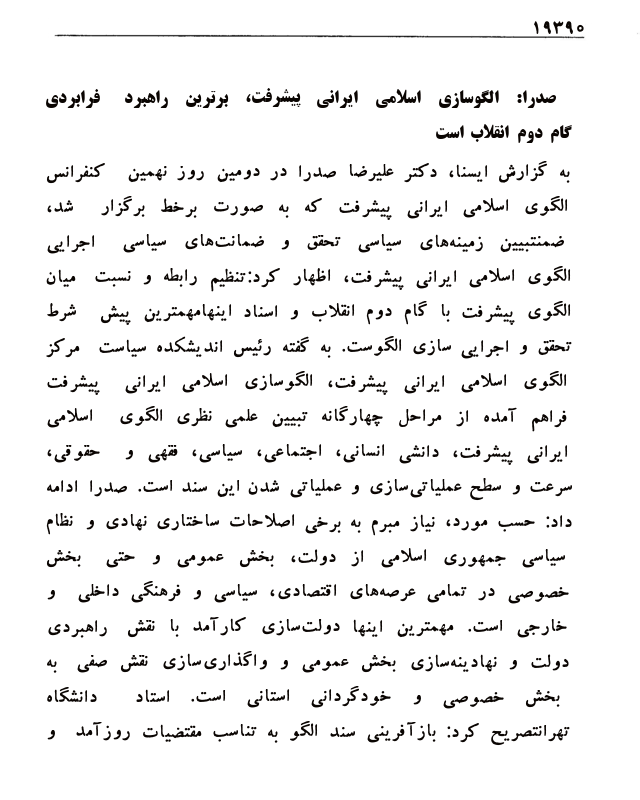 ۱۹۳۹۰
صدرا: الگوسازی اسلامی ایرانی پیشرفت، برترین راهبرد فرابردی
گام دوم انقلاب است
به گزارش ایسنا، دکتر علیرضا صدرا در دومین روز نهمین کنفرانس
الگوی اسلامی ایرانی پیشرفت که به صورت برخط برگزار شد،
ضمنتبیین زمینه‌های سیاسی تحقق و ضمانت‌های سیاسی اجرایی
الگوی اسلامی ایرانی پیشرفت، اظهار کرد:تنظیم رابطه و نسبت میان
الگوی پیشرفت با گام دوم انقلاب و اسناد اینهامهمترین پیش شرط
تحقق و اجرایی سازی الگوست. به گفته رئیس اندیشکده سیاست مرکز
الگوی اسلامی ایرانی پیشرفت، الگوسازی اسلامی ایرانی پیشرفت
فراهم آمده از مراحل چهارگانه تبیین علمی نظری الگوی اسلامی
ایرانی پیشرفت، دانشی انسانی، اجتماعی، سیاسی، فقهی و حقوقی،
سرعت و سطح عملیاتی‌سازی و عملیاتی شدن این سند است. صدرا ادامه
داد: حسب مورد، نیاز مبرم به برخی اصلاحات ساختاری نهادی و نظام
سیاسی جمهوری اسلامی از دولت، بخش عمومی و حتی بخش
خصوصی در تمامی عرصه‌های اقتصادی، سیاسی و فرهنگی داخلی و
خارجی است. مهمترین اینها دولت‌سازی کارآمد با نقش راهبردی
دولت و نهادینه‌سازی بخش عمومی و واگذاری‌سازی نقش صفی به
بخش خصوصی و خودگردانی استانی است. استاد دانشگاه
تهرانتصریح کرد: بازآفرینی سند الگو به تناسب مقتضیات روزآمد و